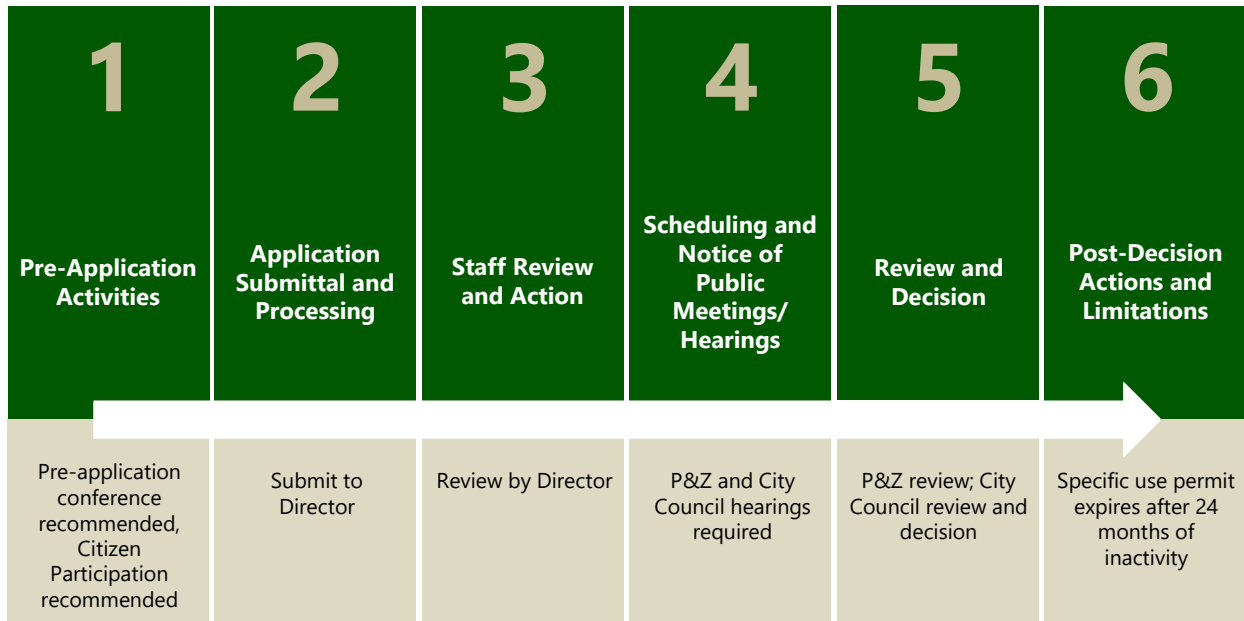 1
Pre-Application
Activities
Pre-application
conference
recommended,
Citizen
Participation
recommended
2
Application
Submittal and
Processing
Submit to
Director
3
Staff Review
and Action
Review by Director
4
Scheduling and
Notice of
Public
Meetings/
Hearings
P&Z and City
Council hearings
required
5
Review and
Decision
P&Z review; City
Council review and
decision
6
Post-Decision
Actions and
Limitations
Specific use permit
expires after 24
months of
inactivity